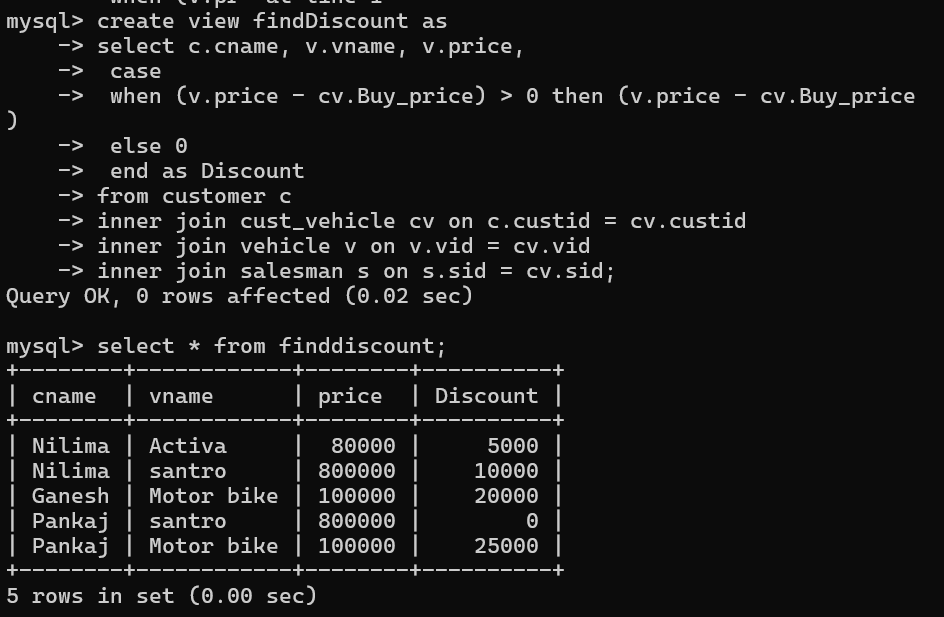 mysql> create view findDiscount as
    -> select c.cname, v.vname, v.price,
    ->  case
    ->  when (v.price - cv.Buy_price) > 0 then (v.price - cv.Buy_price
)
    ->  else 0
    ->  end as Discount
    -> from customer c
    -> inner join cust_vehicle cv on c.custid = cv.custid
    -> inner join vehicle v on v.vid = cv.vid
    -> inner join salesman s on s.sid = cv.sid;
Query OK, 0 rows affected (0.02 sec)

mysql> select * from finddiscount;
+--------+------------+--------+----------+
| cname  | vname      | price  | Discount |
+--------+------------+--------+----------+
| Nilima | Activa     |  80000 |     5000 |
| Nilima | santro     | 800000 |    10000 |
| Ganesh | Motor bike | 100000 |    20000 |
| Pankaj | santro     | 800000 |        0 |
| Pankaj | Motor bike | 100000 |    25000 |
+--------+------------+--------+----------+
5 rows in set (0.00 sec)